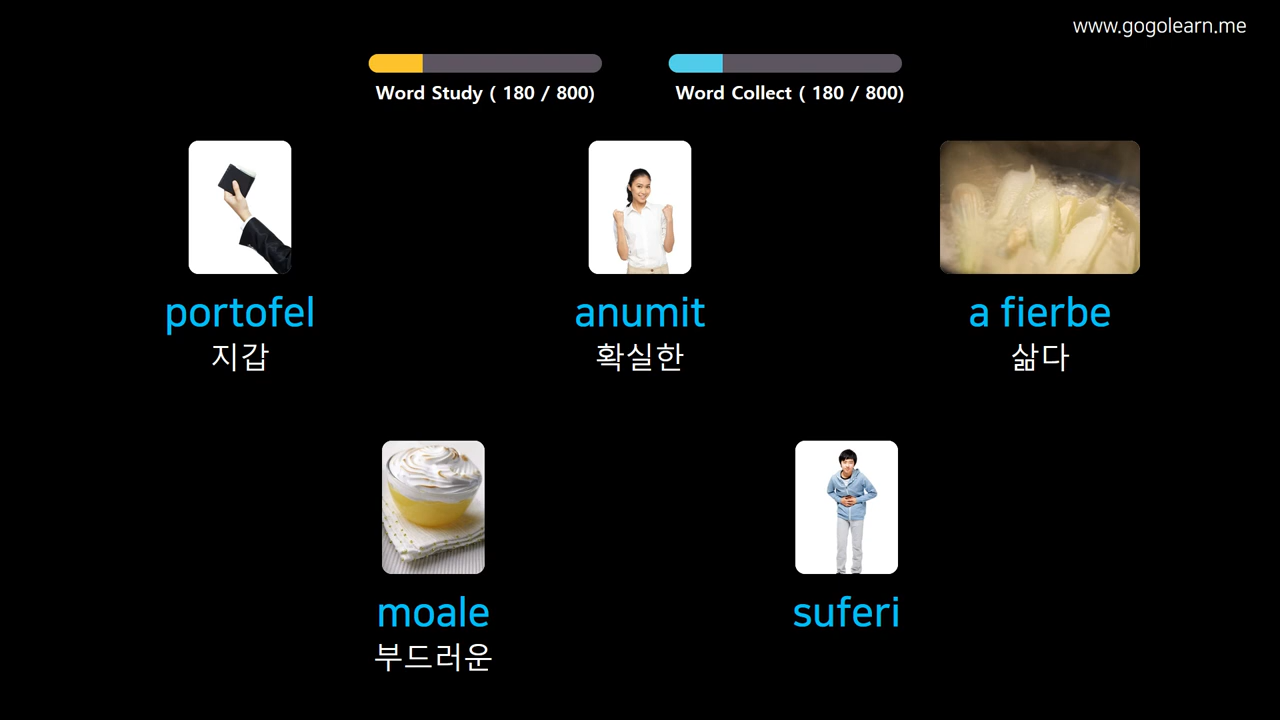 www.gogolearn.me
Word Study ( 180 / 800)
Word Collect ( 180 / 800)
portofel
지갑
anumit
확실한
a fierbe
삶다
moale
부드러운
suferi